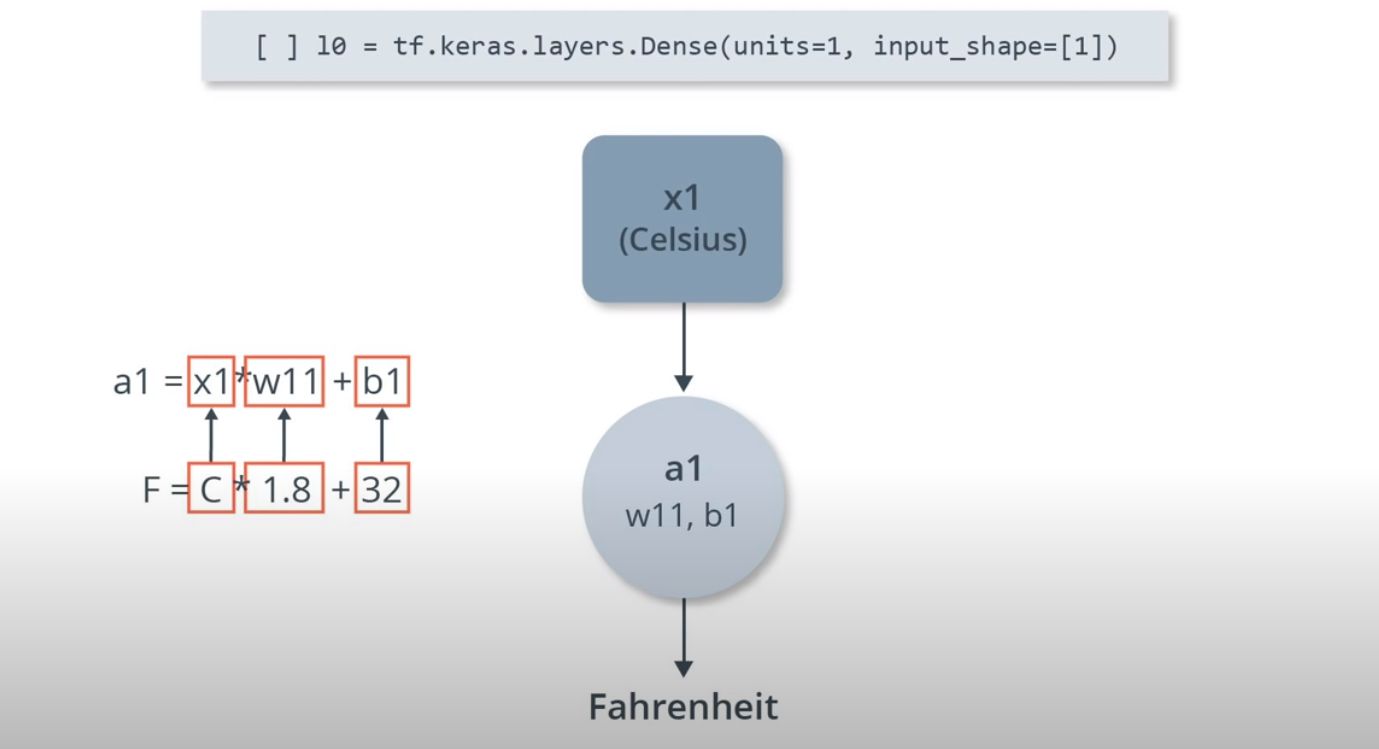 [ ] l0 = tf.keras.layers.Dense(units=1, input_shape=[1])
x1
(Celsius)
a1 = x1*w11 + b1
F = C * 1.8 + 32
a1
w11, b1
Fahrenheit